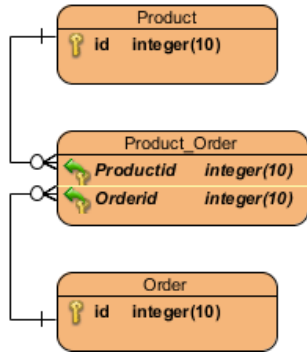 Product
id integer(10)
Product_Order
Productid integer(10)
Orderid integer(10)
Order
id integer(10)